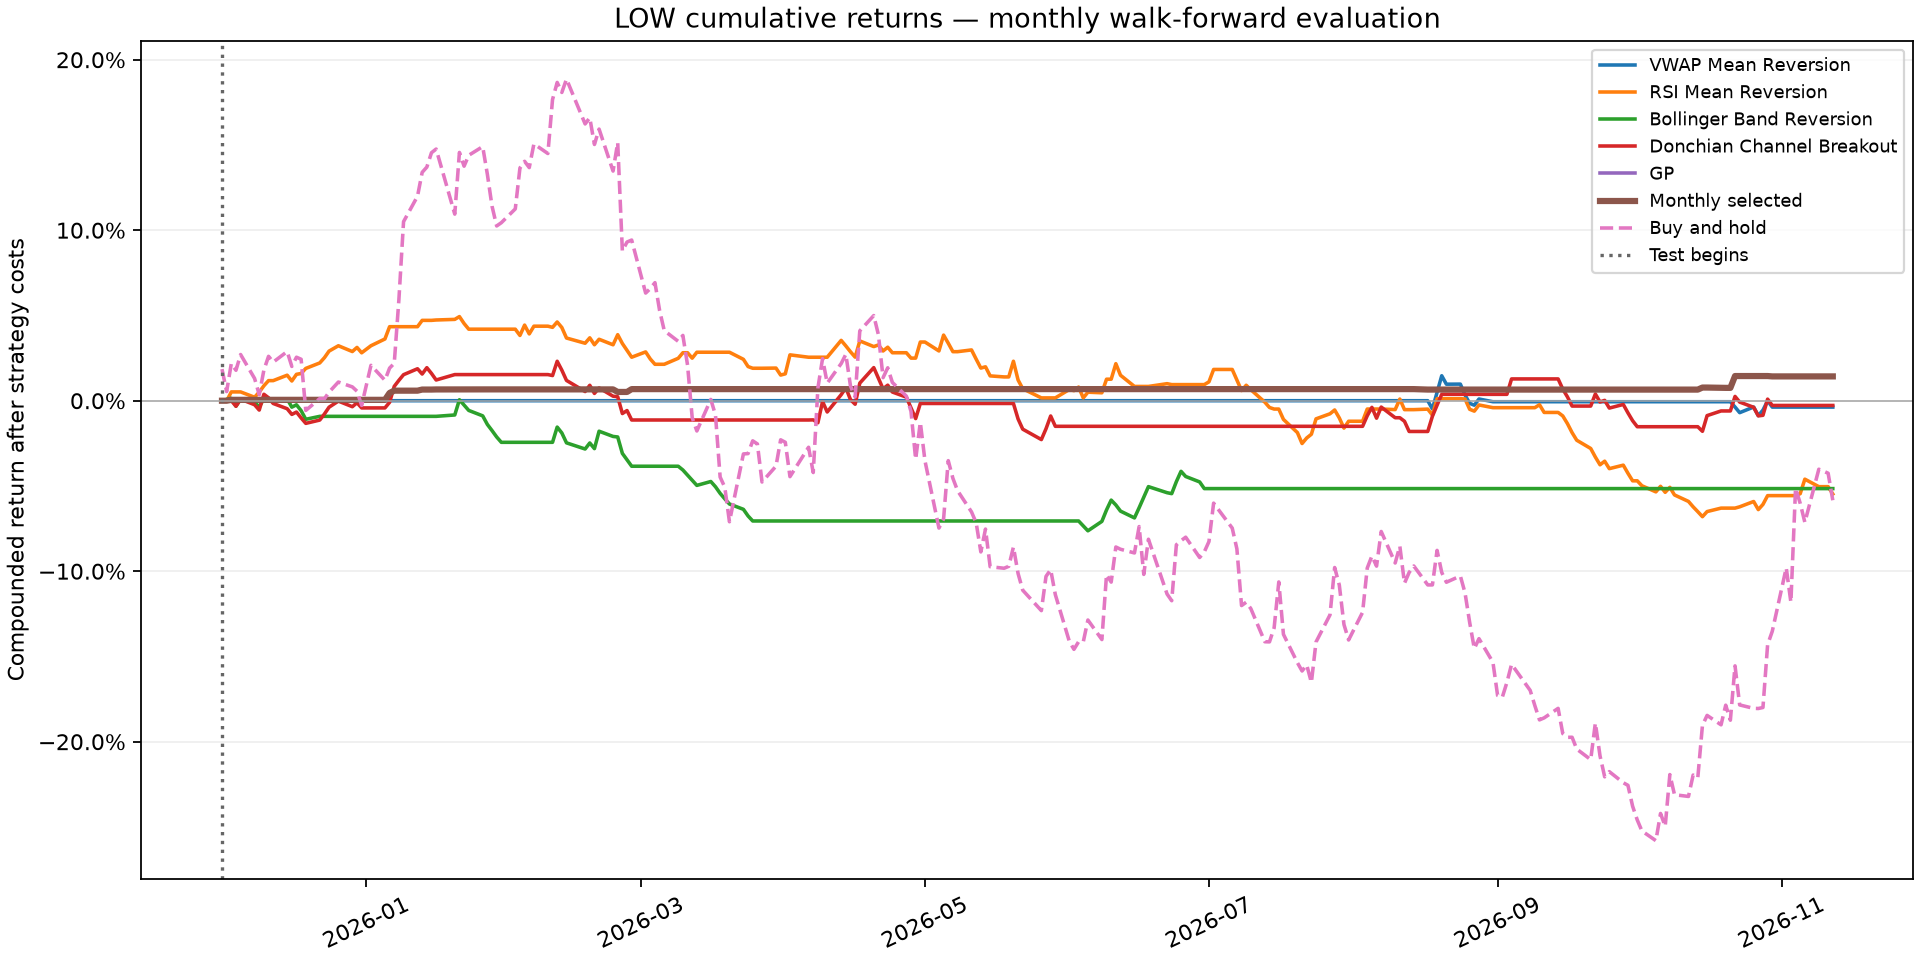 LOW cumulative returns — monthly walk-forward evaluation
Compounded return after strategy costs
20.0%
10.0%
0.0%
−10.0%
−20.0%
VWAP Mean Reversion
RSI Mean Reversion
Bollinger Band Reversion
Donchian Channel Breakout
GP
Monthly selected
Buy and hold
Test begins
2026-01
2026-03
2026-05
2026-07
2026-09
2026-11